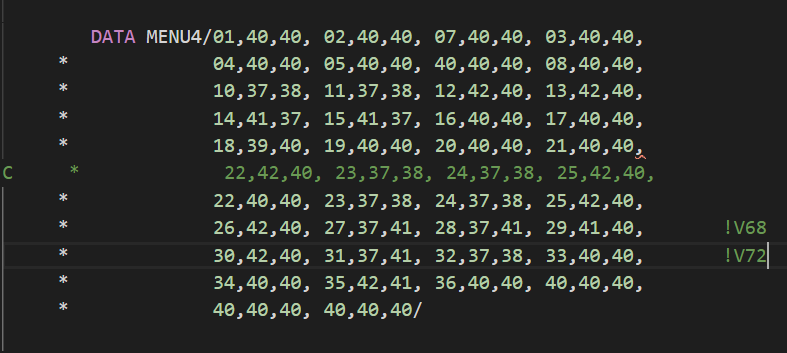 DATA MENU4/01,40,40, 02,40,40, 07,40,40, 03,40,40,
* 04,40,40, 05,40,40, 40,40,40, 08,40,40,
* 10,37,38, 11,37,38, 12,42,40, 13,42,40,
* 14,41,37, 15,41,37, 16,40,40, 17,40,40,
* 18,39,40, 19,40,40, 20,40,40, 21,40,40,
C * 22,42,40, 23,37,38, 24,37,38, 25,42,40,
* 22,40,40, 23,37,38, 24,37,38, 25,42,40,
* 26,42,40, 27,37,41, 28,37,41, 29,41,40, !V68
* 30,42,40, 31,37,41, 32,37,38, 33,40,40, !V72
* 34,40,40, 35,42,41, 36,40,40, 40,40,40,
* 40,40,40, 40,40,40/